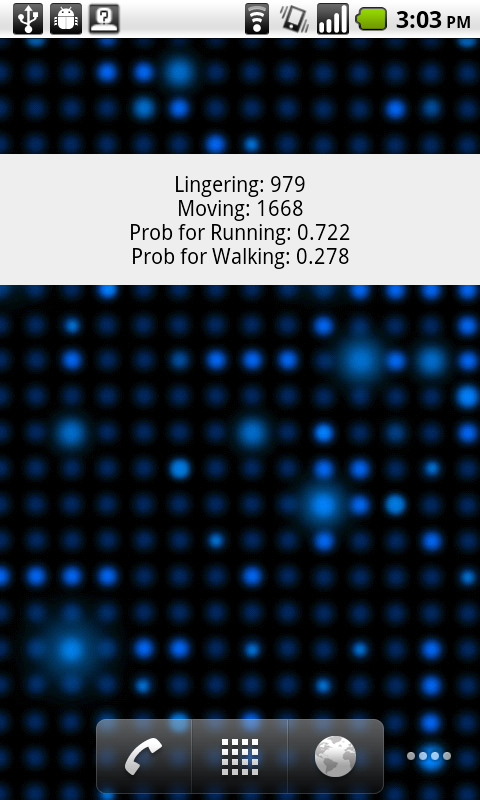 3:03 PM
Lingering: 979
Moving: 1668
Prob for Running: 0.722
Prob for Walking: 0.278